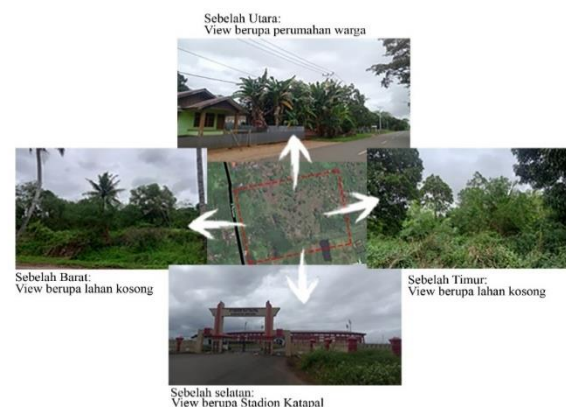 Sebelah Utara:
View berupa perumahan warga
Sebelah Barat:
View berupa lahan kosong
Sebelah Timur:
View berupa lahan kosong
Sebelah selatan:
View berupa Stadion Katapal